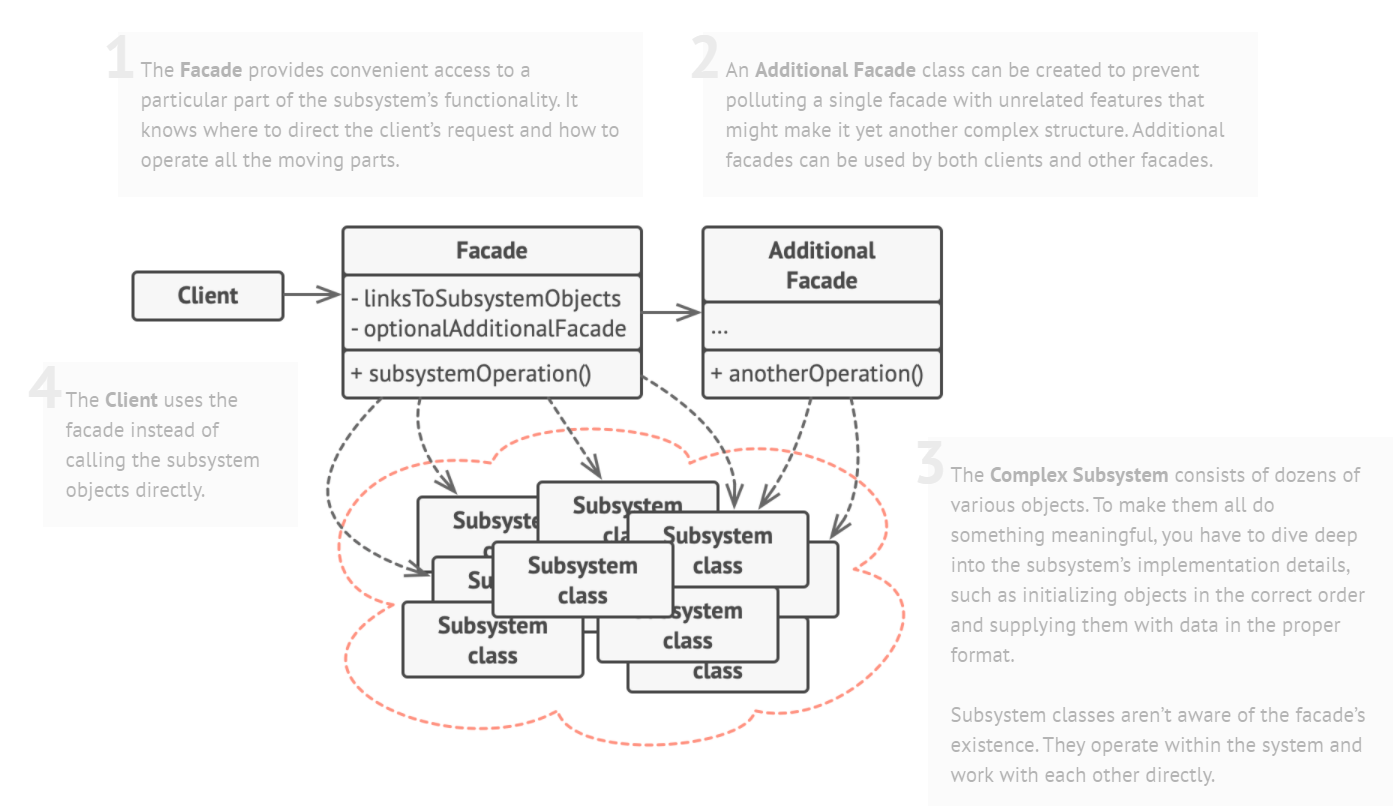 1
The Facade provides convenient access to a
particular part of the subsystem's functionality. It
knows where to direct the client's request and how to
operate all the moving parts.
2
An Additional Facade class can be created to prevent
polluting a single facade with unrelated features that
might make it yet another complex structure. Additional
facades can be used by both clients and other facades.
Client
Facade
- linksToSubsystemObjects
- optionalAdditionalFacade
+ subsystemOperation()
Additional
Facade
...
+ anotherOperation()
4
The Client uses the
facade instead of
calling the subsystem
objects directly.
3
The Complex Subsystem consists of dozens of
various objects. To make them all do
something meaningful, you have to dive deep
into the subsystem's implementation details,
such as initializing objects in the correct order
and supplying them with data in the proper
format.
Subsystem classes aren't aware of the facade's
existence. They operate within the system and
work with each other directly.
Subsystem
Subsystem
class
Subsystem
class
Subsystem
class
class
class